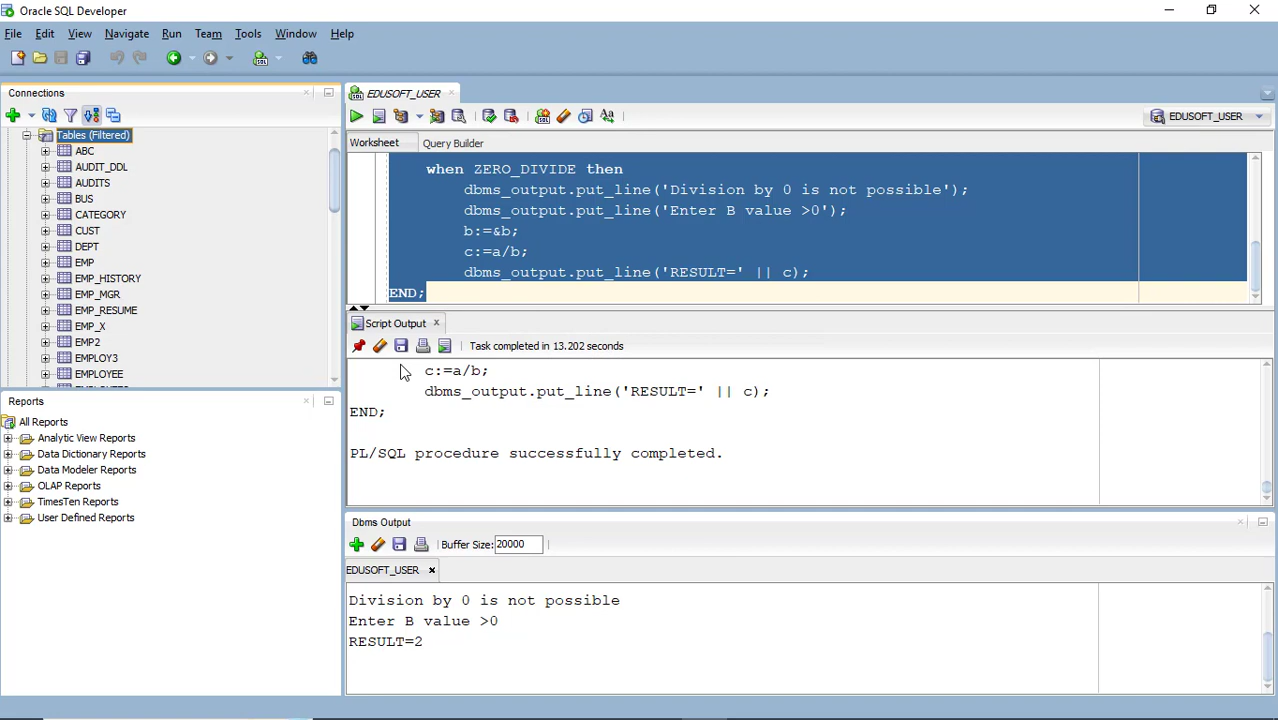 Oracle SQL Developer
File Edit View Navigate Run Team Tools Window Help
Connections
Tables (Filtered)
ABC
AUDIT_DDL
AUDITS
BUS
CATEGORY
CUST
DEPT
EMP
EMP_HISTORY
EMP_MGR
EMP_RESUME
EMP_X
EMP2
EMPLOY3
EMPLOYEE
Reports
All Reports
Analytic View Reports
Data Dictionary Reports
Data Modeler Reports
OLAP Reports
TimesTen Reports
User Defined Reports
EDUSOFT_USER
EDUSOFT_USER
Worksheet Query Builder
when ZERO_DIVIDE then
dbms_output.put_line('Division by 0 is not possible');
dbms_output.put_line('Enter B value >0');
b:=&b;
c:=a/b;
dbms_output.put_line('RESULT=' || c);
END;
Script Output
Task completed in 13.202 seconds
c:=a/b;
dbms_output.put_line('RESULT=' || c);
END;
PL/SQL procedure successfully completed.
Dbms Output
Buffer Size: 20000
EDUSOFT_USER
Division by 0 is not possible
Enter B value >0
RESULT=2